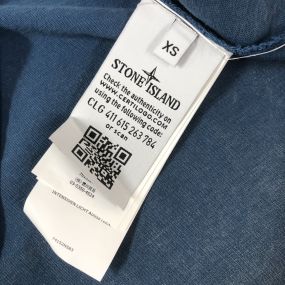 XS
STONE ISLAND
Check the authenticity on
WWW.CERTILOGO.COM
using the following code:
CLG 411 615 263 784
or scan